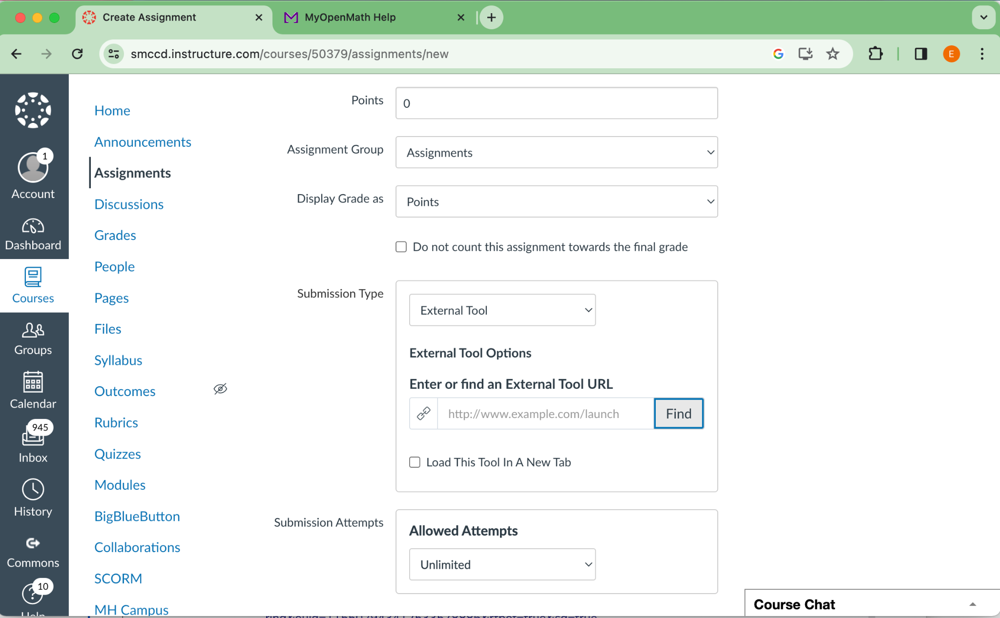 Create Assignment
MyOpenMath Help
smccd.instructure.com/courses/50379/assignments/new
E
1
Account
Dashboard
Courses
Groups
Calendar
945
Inbox
History
Commons
10
Help
Home
Announcements
Assignments
Discussions
Grades
People
Pages
Files
Syllabus
Outcomes
Rubrics
Quizzes
Modules
BigBlueButton
Collaborations
SCORM
MH Campus
Points
0
Assignment Group
Assignments
Display Grade as
Points
Do not count this assignment towards the final grade
Submission Type
External Tool
External Tool Options
Enter or find an External Tool URL
http://www.example.com/launch
Find
Load This Tool In A New Tab
Submission Attempts
Allowed Attempts
Unlimited
Course Chat